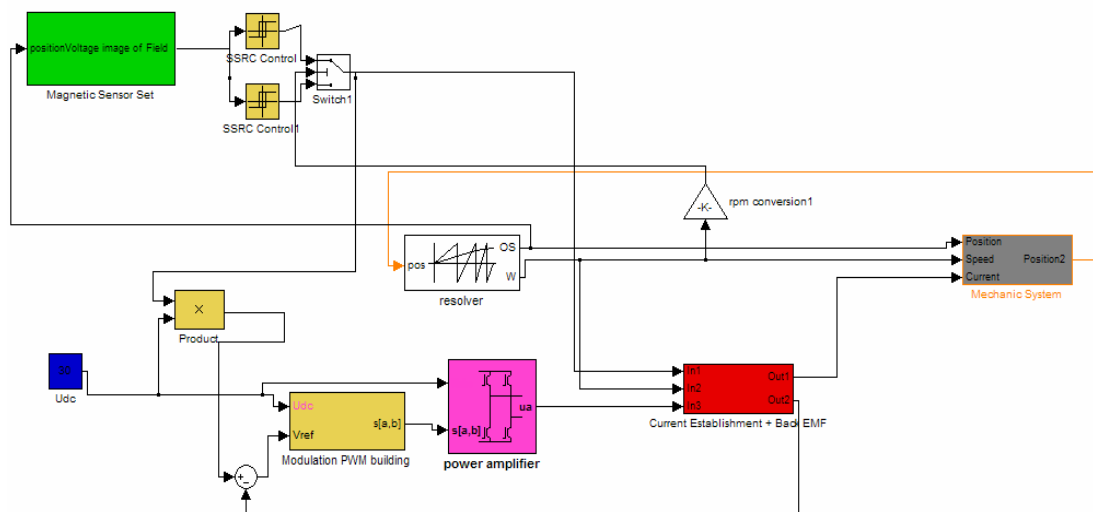 positionVoltage image of Field
Magnetic Sensor Set
SSRC Control
SSRC Control1
Switch1
-K-
rpm conversion1
pos
OS
W
resolver
Position
Speed
Current
Position2
Mechanic System
X
Product
30
Udc
Udc
Vref
s[a,b]
Modulation PWM building
s[a,b]
ua
power amplifier
In1
In2
In3
Out1
Out2
Current Establishment + Back EMF
+
-